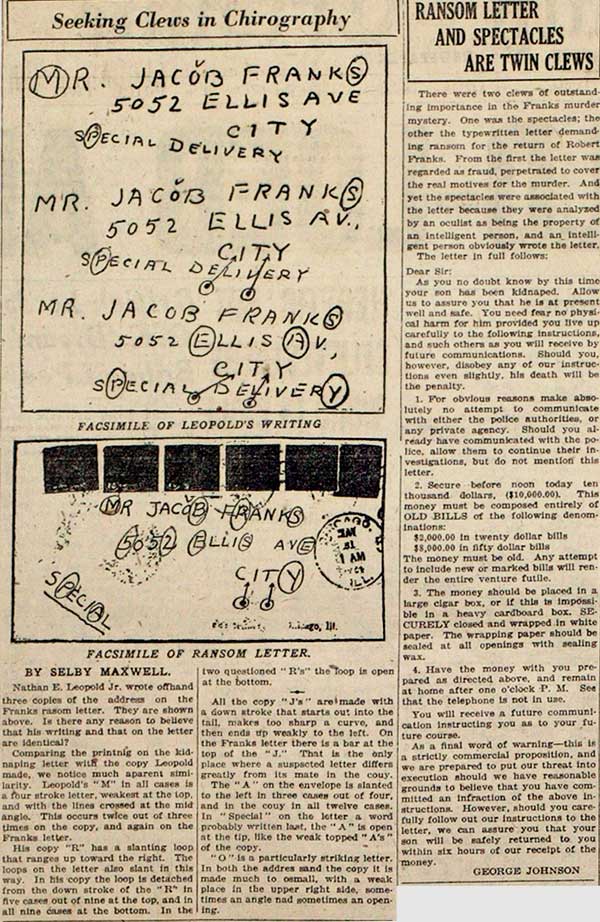 Seeking Clews in Chirography
MR. JACOB FRANKS
5052 ELLIS AVE
CITY
SPECIAL DELIVERY
MR. JACOB FRANKS
5052 ELLIS AV.,
CITY
SPECIAL DELIVERY
MR. JACOB FRANKS
5052 ELLIS AV.
CITY
SPECIAL DELIVERY
FACSIMILE OF LEOPOLD'S WRITING
MR JACOB FRANKS
5052 ELLIS AVE
CITY
SPECIAL
ILL.
FACSIMILE OF RANSOM LETTER.
BY SELBY MAXWELL.
Nathan E. Leopold Jr. wrote offhand
three copies of the address on the
Franks rasom letter. They are shown
above. Is there any reason to believe
that his writing and that on the letter
are identical?
Comparing the printnig on the kid-
naping letter with the copy Leopold
made, we notice much aparent simi-
larity. Leopold's "M" in all cases is
a four stroke letter, weakest at the top,
and with the lines crossed at the mid
angle. This occurs twice out of three
times on the copy, and again on the
Franks letter.
His copy "R" has a slanting loop
that ranges up toward the right. The
loops on the letter also slant in this
way. In his copy the loop is detached
from the down stroke of the "R" in
five cases out of nine at the top, and in
all nine cases at the bottom. In the
two questioned "R's" the loop is open
at the bottom.
All the copy "J's" are made with
a down stroke that starts out into the
tail, makes too sharp a curve, and
then ends up weakly to the left. On
the Franks letter there is a bar at the
top of the "J." That is the only
place where a suspacted letter differs
greatly from its mate in the couy.
The "A" on the envelope is slanted
to the left in three cases out of four,
and in the couy in all twelve cases.
In "Special" on the letter a word
probably written last, the "A" is open
at the tip, like the weak topped "A's"
of the copy.
"O" is a particularly striking letter.
In both the addres sand the copy it is
made much to osmall, with a weak
place in the upper right side, some-
times an angle nad sometimes an open-
ing.
RANSOM LETTER
AND SPECTACLES
ARE TWIN CLEWS
There were two clews of outstand-
ing importance in the Franks murder
mystery. One was the spectacles; the
other the typewritten letter demand-
ing ransom for the return of Robert
Franks. From the first the letter was
regarded as fraud, perpetrated to cover
the real motives for the murder. And
yet the spectacles were associated with
the letter because they were analyzed
by an oculist as being the property of
an intelligent person, and an intelli-
gent person obviously wrote the letter.
The letter in full follows:
Dear Sir:
As you no doubt know by this time
your son has been kidnaped. Allow
us to assure you that he is at present
well and safe. You need fear no physi-
cal harm for him provided you live up
carefully to the following instructions,
and such others as you will receive by
future communications. Should you,
however, disobey any of our instruc-
tions even slightly, his death will be
the penalty.
1. For obvious reasons make abso-
lutely no attempt to communicate
with either the police authorities, or
any private agency. Should you al-
ready have communicated with the po-
lice, allow them to continue their in-
vestigations, but do not mention this
letter.
2. Secure before noon today ten
thousand dollars, ($10,000.00). This
money must be composed entirely of
OLD BILLS of the following denom-
inations:
$2,000.00 in twenty dollar bills
$8,000.00 in fifty dollar bills
The money must be old. Any attempt
to include new or marked bills will ren-
der the entire venture futile.
3. The money should be placed in a
large cigar box, or if this is impossi-
ble in a heavy cardboard box. SE-
CURELY closed and wrapped in white
paper. The wrapping paper should be
sealed at all openings with sealing
wax.
4. Have the money with you pre-
pared as directed above, and remain
at home after one o'clock P. M. See
that the telephone is not in use.
You will receive a future communi-
cation instructing you as to your fu-
ture course.
As a final word of warning—this is
a strictly commercial proposition, and
we are prepared to put our threat into
execution should we have reasonable
grounds to believe that you have com-
mitted an infraction of the above in-
structions. However, should you care-
fully follow out our instructions to the
letter, we can assure you that your
son will be safely returned to you
within six hours of our receipt of the
money.
GEORGE JOHNSON